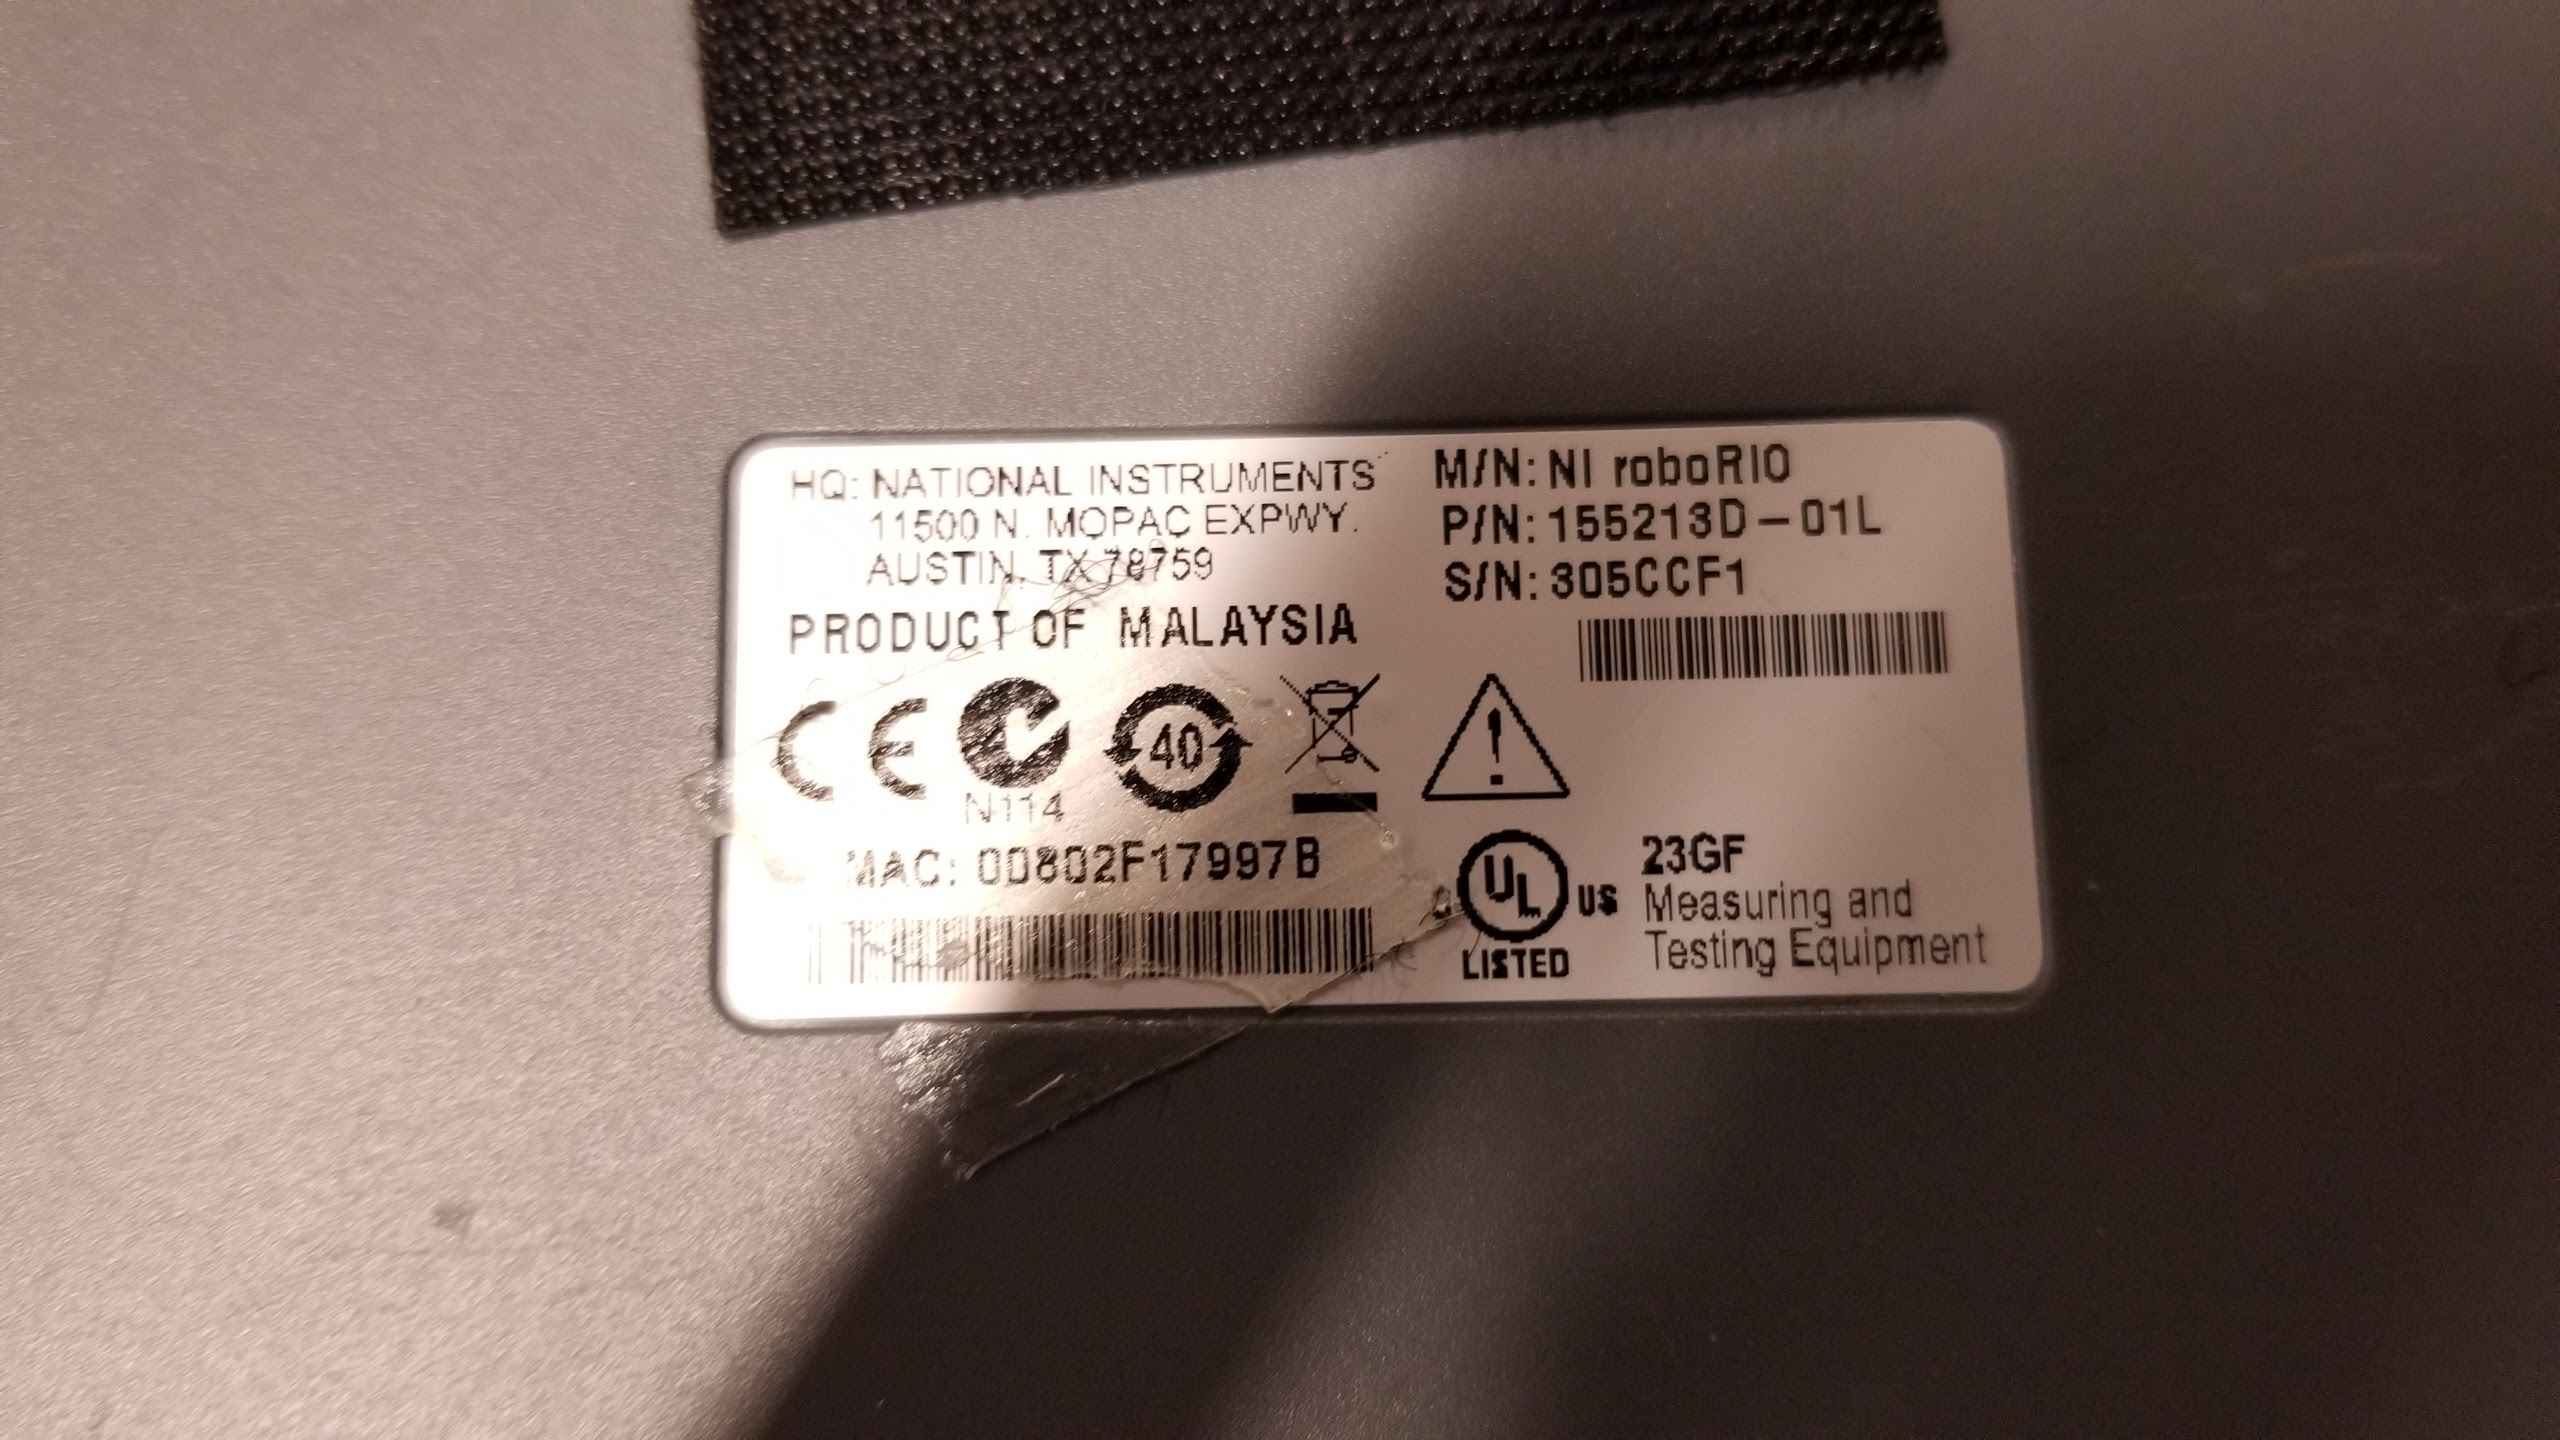 HQ: NATIONAL INSTRUMENTS
11500 N. MOPAC EXPWY.
AUSTIN, TX 78759
PRODUCT OF MALAYSIA
CE
N114
40
MAC: 00802F17997B
M/N: NI roboRIO
P/N: 155213D-01L
S/N: 305CCF1
!
c UL US
LISTED
23GF
Measuring and
Testing Equipment